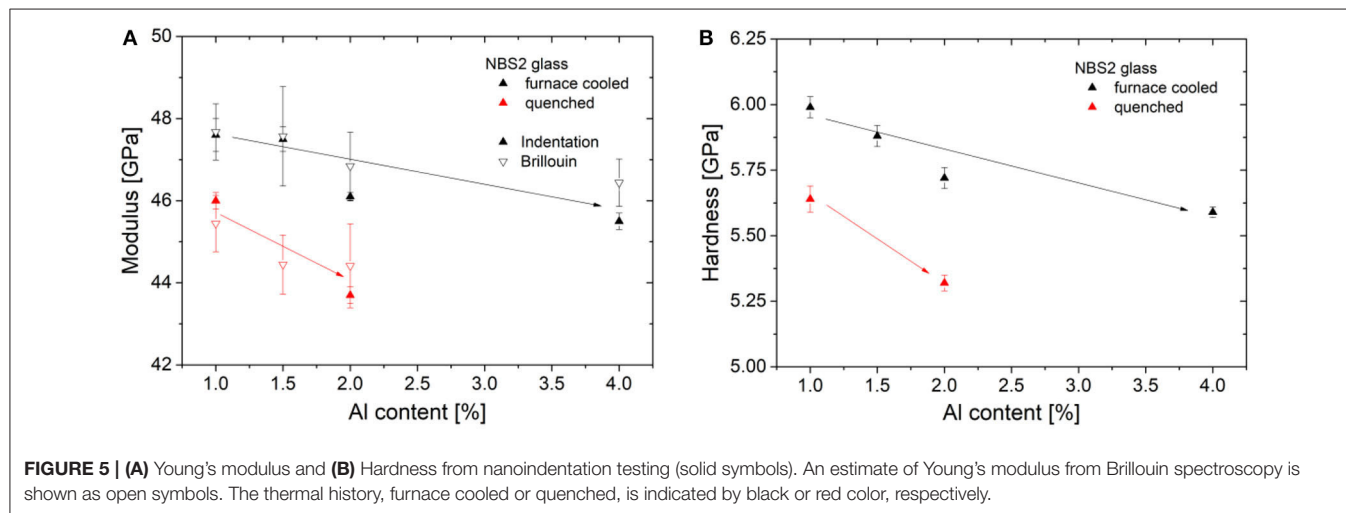 A
50
48
46
44
42
Modulus [GPa]
NBS2 glass
furnace cooled
quenched
Indentation
Brillouin
1.0 1.5 2.0 2.5 3.0 3.5 4.0
Al content [%]
B
6.25
6.00
5.75
5.50
5.25
5.00
Hardness [GPa]
NBS2 glass
furnace cooled
quenched
1.0 1.5 2.0 2.5 3.0 3.5 4.0
Al content [%]
FIGURE 5 | (A) Young's modulus and (B) Hardness from nanoindentation testing (solid symbols). An estimate of Young's modulus from Brillouin spectroscopy is
shown as open symbols. The thermal history, furnace cooled or quenched, is indicated by black or red color, respectively.